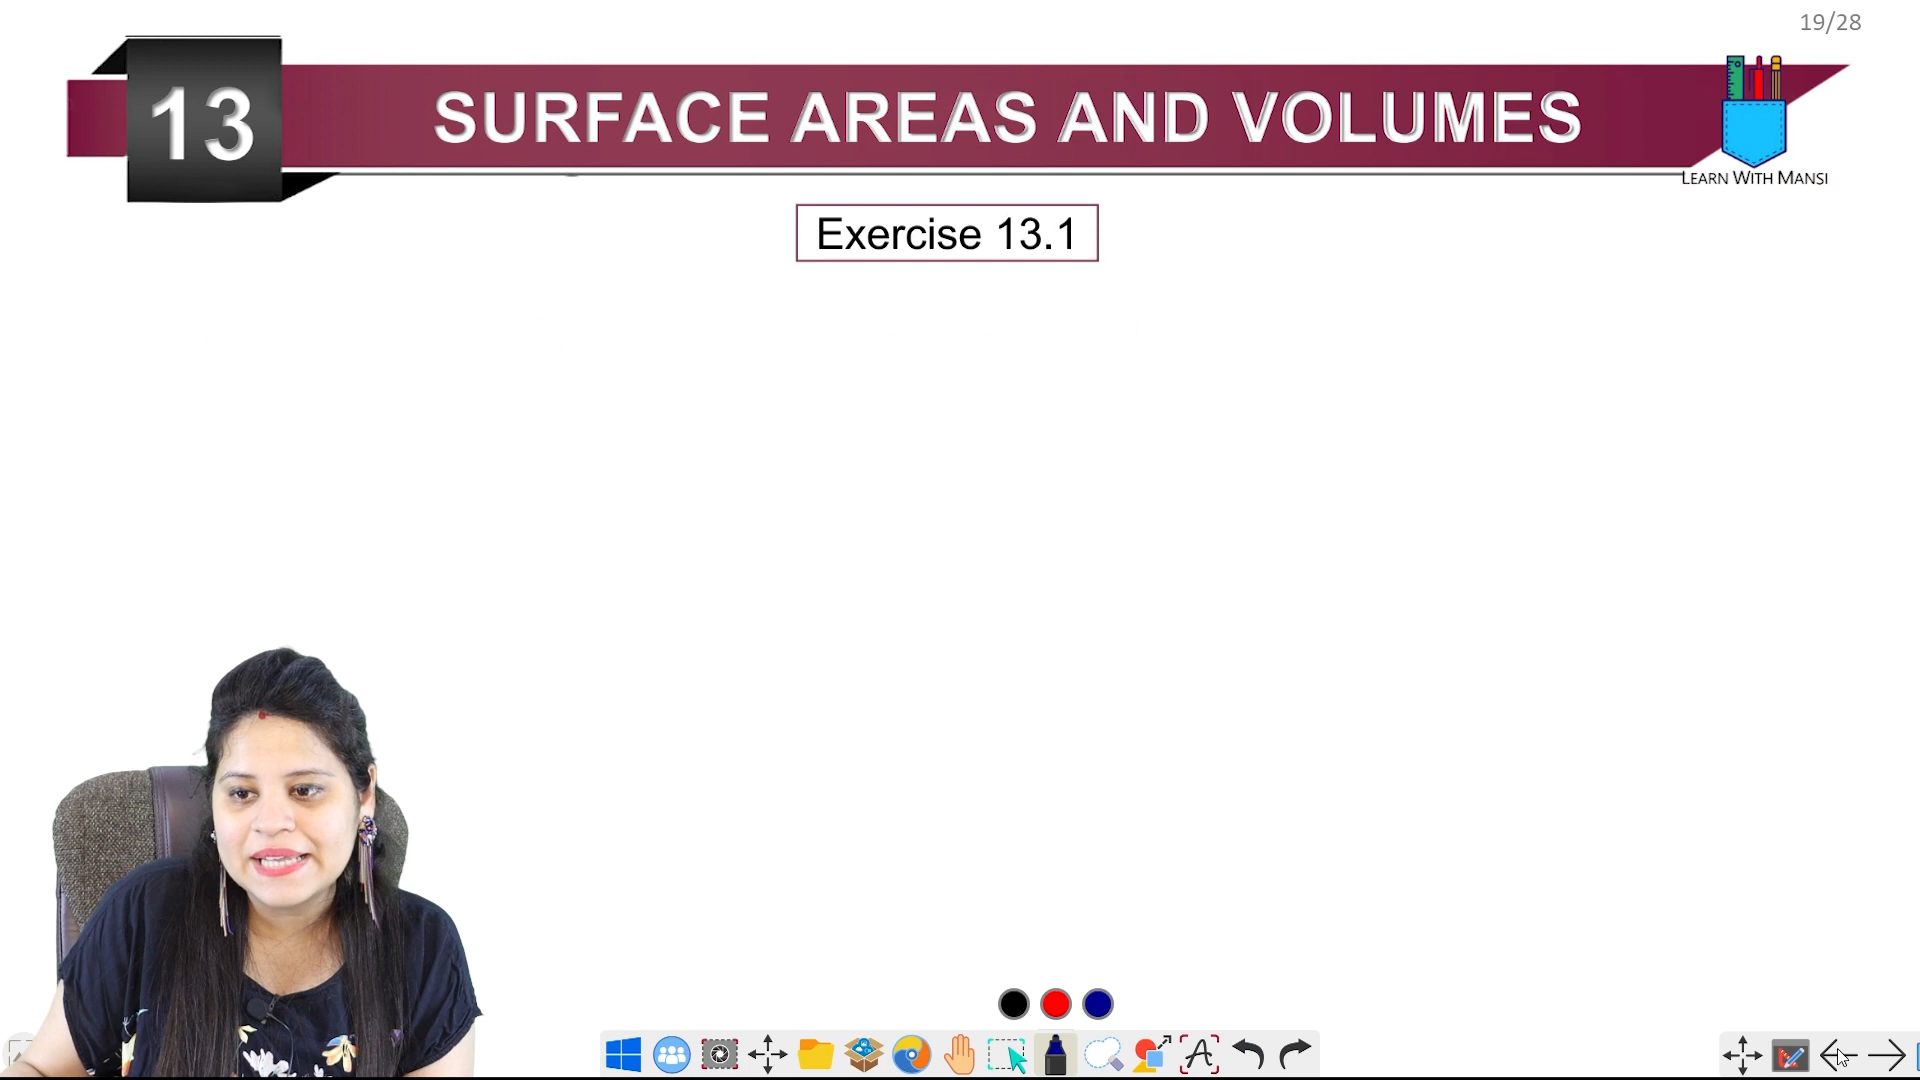 19/28
13
SURFACE AREAS AND VOLUMES
LEARN WITH MANSI
Exercise 13.1